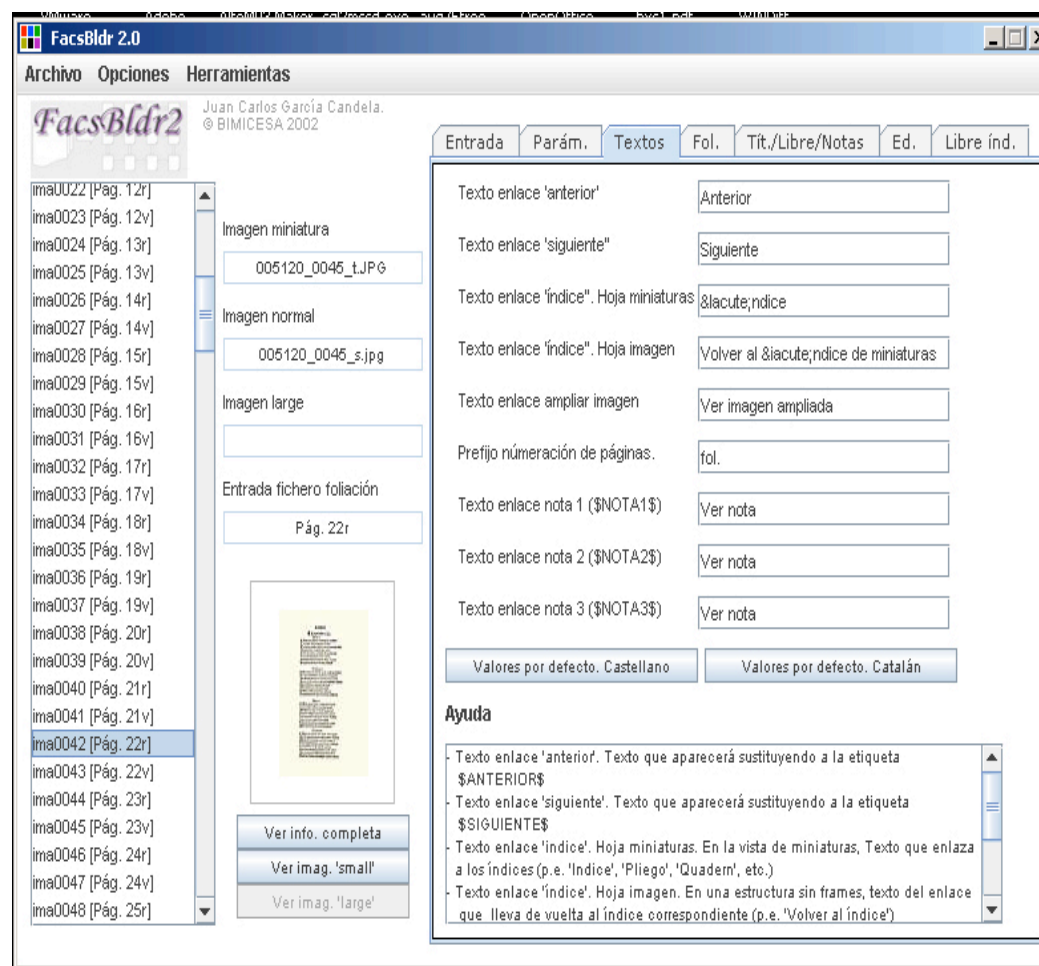 VMware Adobe OpenOffice
FacsBldr 2.0
Archivo Opciones Herramientas
FacsBldr2
Juan Carlos García Candela.
© BIMICESA 2002
ima0022 [Pág. 12r]
ima0023 [Pág. 12v]
ima0024 [Pág. 13r]
ima0025 [Pág. 13v]
ima0026 [Pág. 14r]
ima0027 [Pág. 14v]
ima0028 [Pág. 15r]
ima0029 [Pág. 15v]
ima0030 [Pág. 16r]
ima0031 [Pág. 16v]
ima0032 [Pág. 17r]
ima0033 [Pág. 17v]
ima0034 [Pág. 18r]
ima0035 [Pág. 18v]
ima0036 [Pág. 19r]
ima0037 [Pág. 19v]
ima0038 [Pág. 20r]
ima0039 [Pág. 20v]
ima0040 [Pág. 21r]
ima0041 [Pág. 21v]
ima0042 [Pág. 22r]
ima0043 [Pág. 22v]
ima0044 [Pág. 23r]
ima0045 [Pág. 23v]
ima0046 [Pág. 24r]
ima0047 [Pág. 24v]
ima0048 [Pág. 25r]
Imagen miniatura
005120_0045_t.JPG
Imagen normal
005120_0045_s.jpg
Imagen large
Entrada fichero foliación
Pág. 22r
Ver info. completa
Ver imag. 'small'
Ver imag. 'large'
Entrada Parám. Textos Fol. Tít./Libre/Notas Ed. Libre índ.
Texto enlace 'anterior'
Anterior
Texto enlace 'siguiente"
Siguiente
Texto enlace 'índice". Hoja miniaturas
&Iacute;ndice
Texto enlace 'índice". Hoja imagen
Volver al &iacute;ndice de miniaturas
Texto enlace ampliar imagen
Ver imagen ampliada
Prefijo númeración de páginas.
fol.
Texto enlace nota 1 ($NOTA1$)
Ver nota
Texto enlace nota 2 ($NOTA2$)
Ver nota
Texto enlace nota 3 ($NOTA3$)
Ver nota
Valores por defecto. Castellano Valores por defecto. Catalán
Ayuda
- Texto enlace 'anterior'. Texto que aparecerá sustituyendo a la etiqueta
$ANTERIOR$
- Texto enlace 'siguiente'. Texto que aparecerá sustituyendo a la etiqueta
$SIGUIENTE$
- Texto enlace 'índice'. Hoja miniaturas. En la vista de miniaturas, Texto que enlaza
a los índices (p.e. 'Indice', 'Pliego', 'Quadern', etc.)
- Texto enlace 'índice'. Hoja imagen. En una estructura sin frames, texto del enlace
que lleva de vuelta al índice correspondiente (p.e. 'Volver al índice')